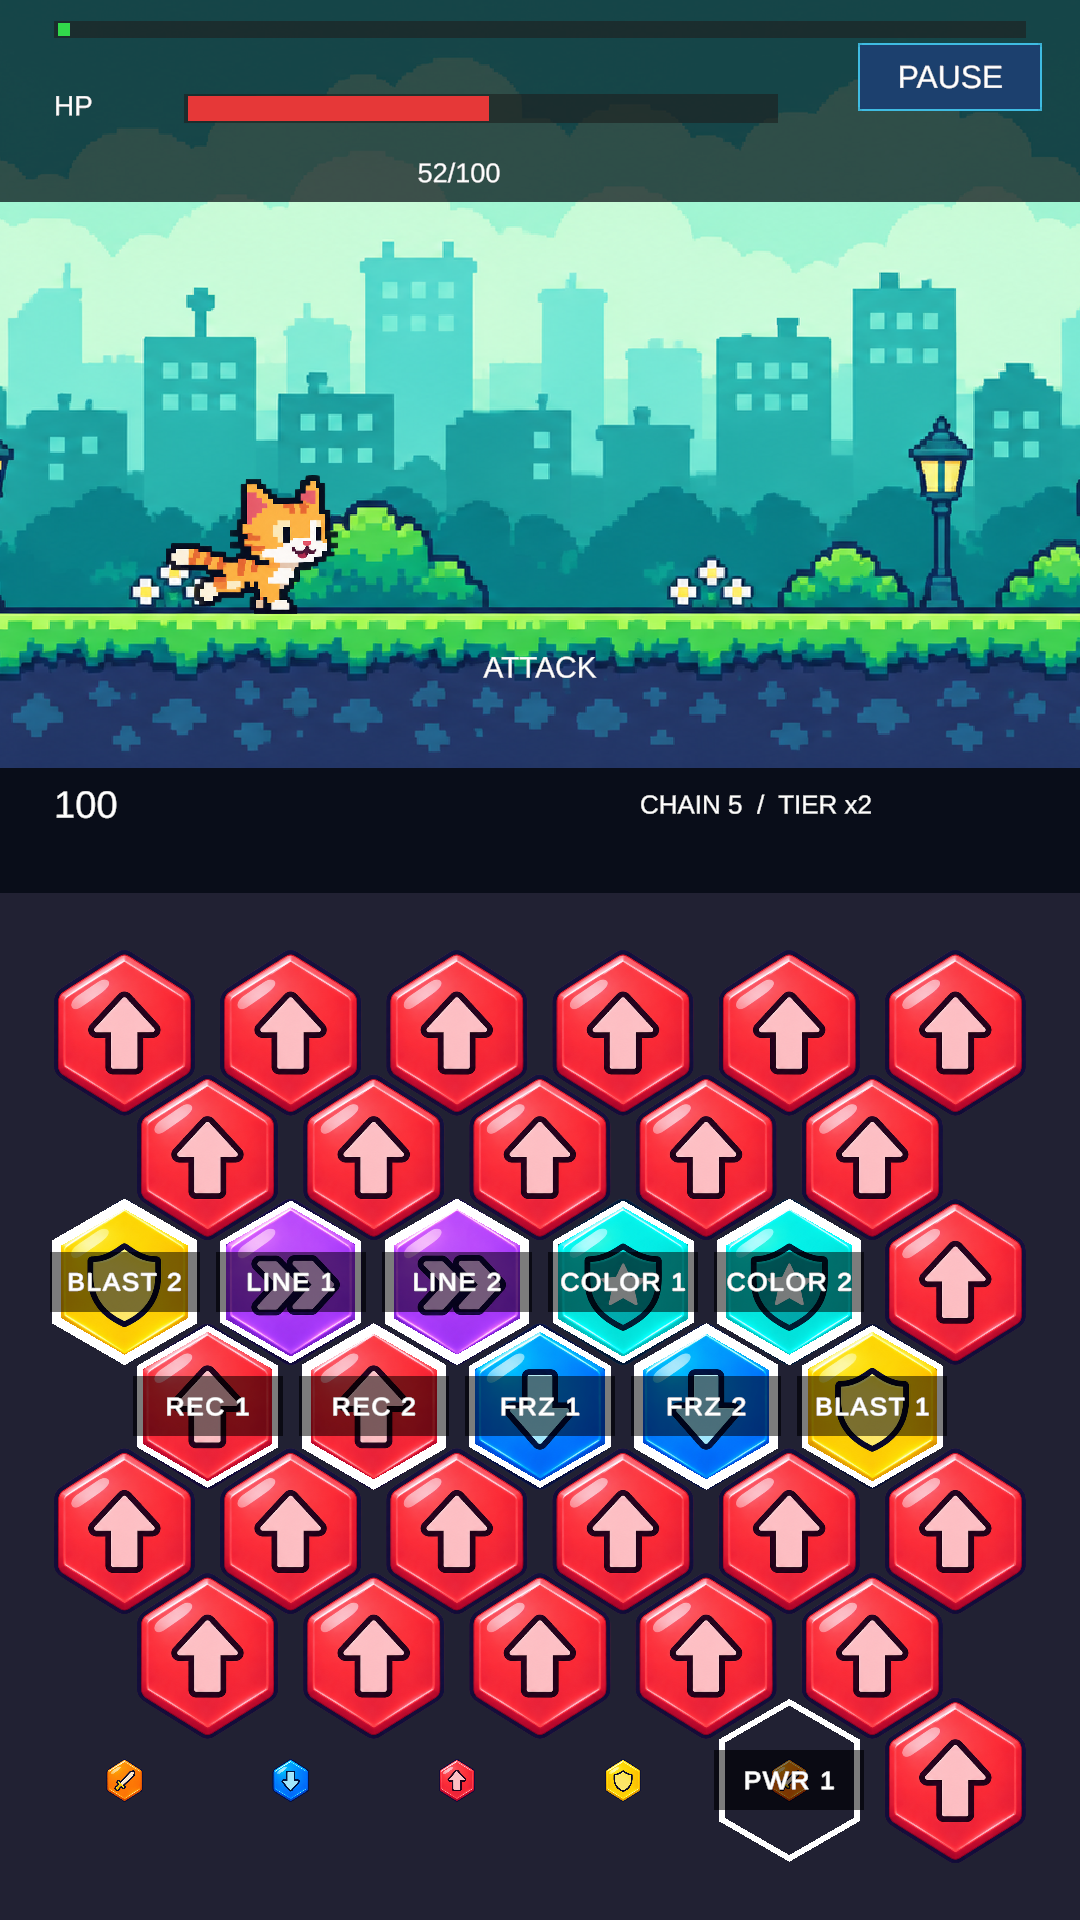 PAUSE
HP
52/100
ATTACK
100
CHAIN 5 / TIER x2
BLAST 2
LINE 1
LINE 2
COLOR 1
COLOR 2
REC 1
REC 2
FRZ 1
FRZ 2
BLAST 1
PWR 1